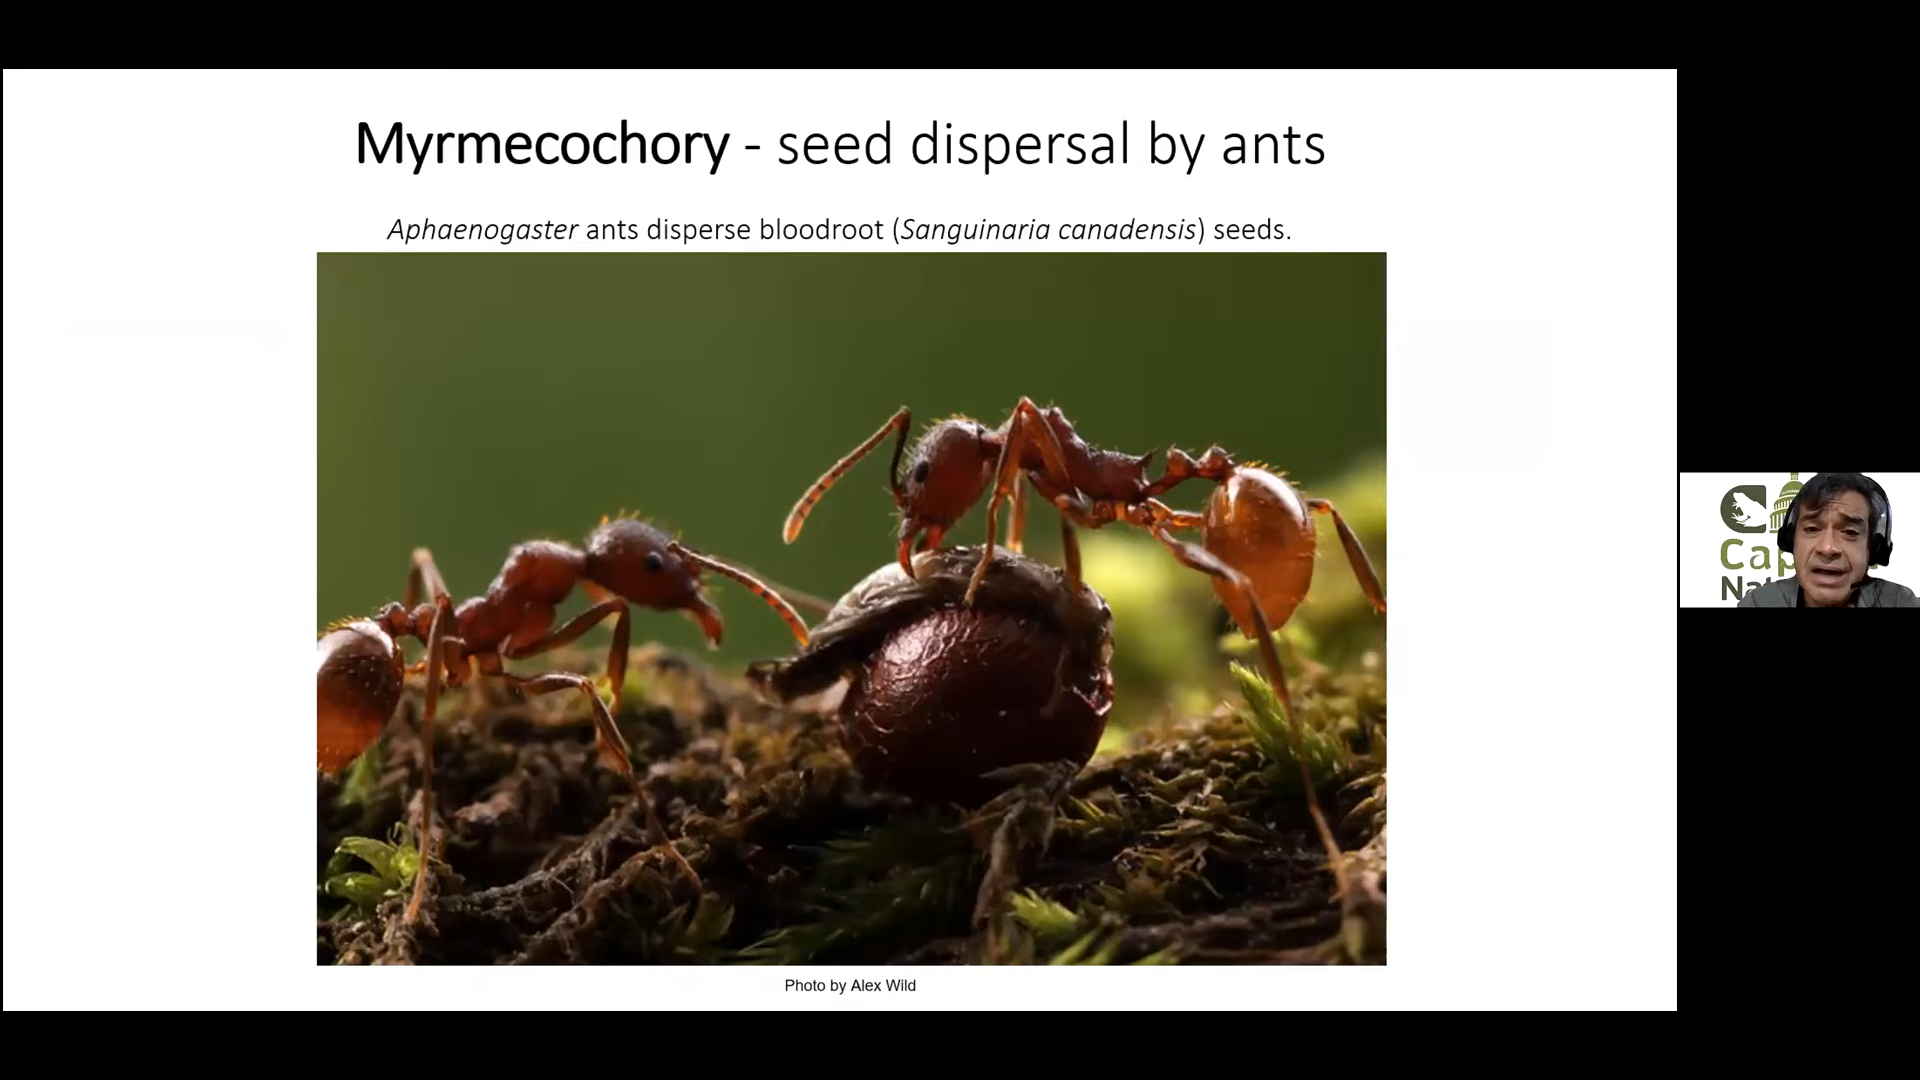 Myrmecochory - seed dispersal by ants
Aphaenogaster ants disperse bloodroot (Sanguinaria canadensis) seeds.
Photo by Alex Wild